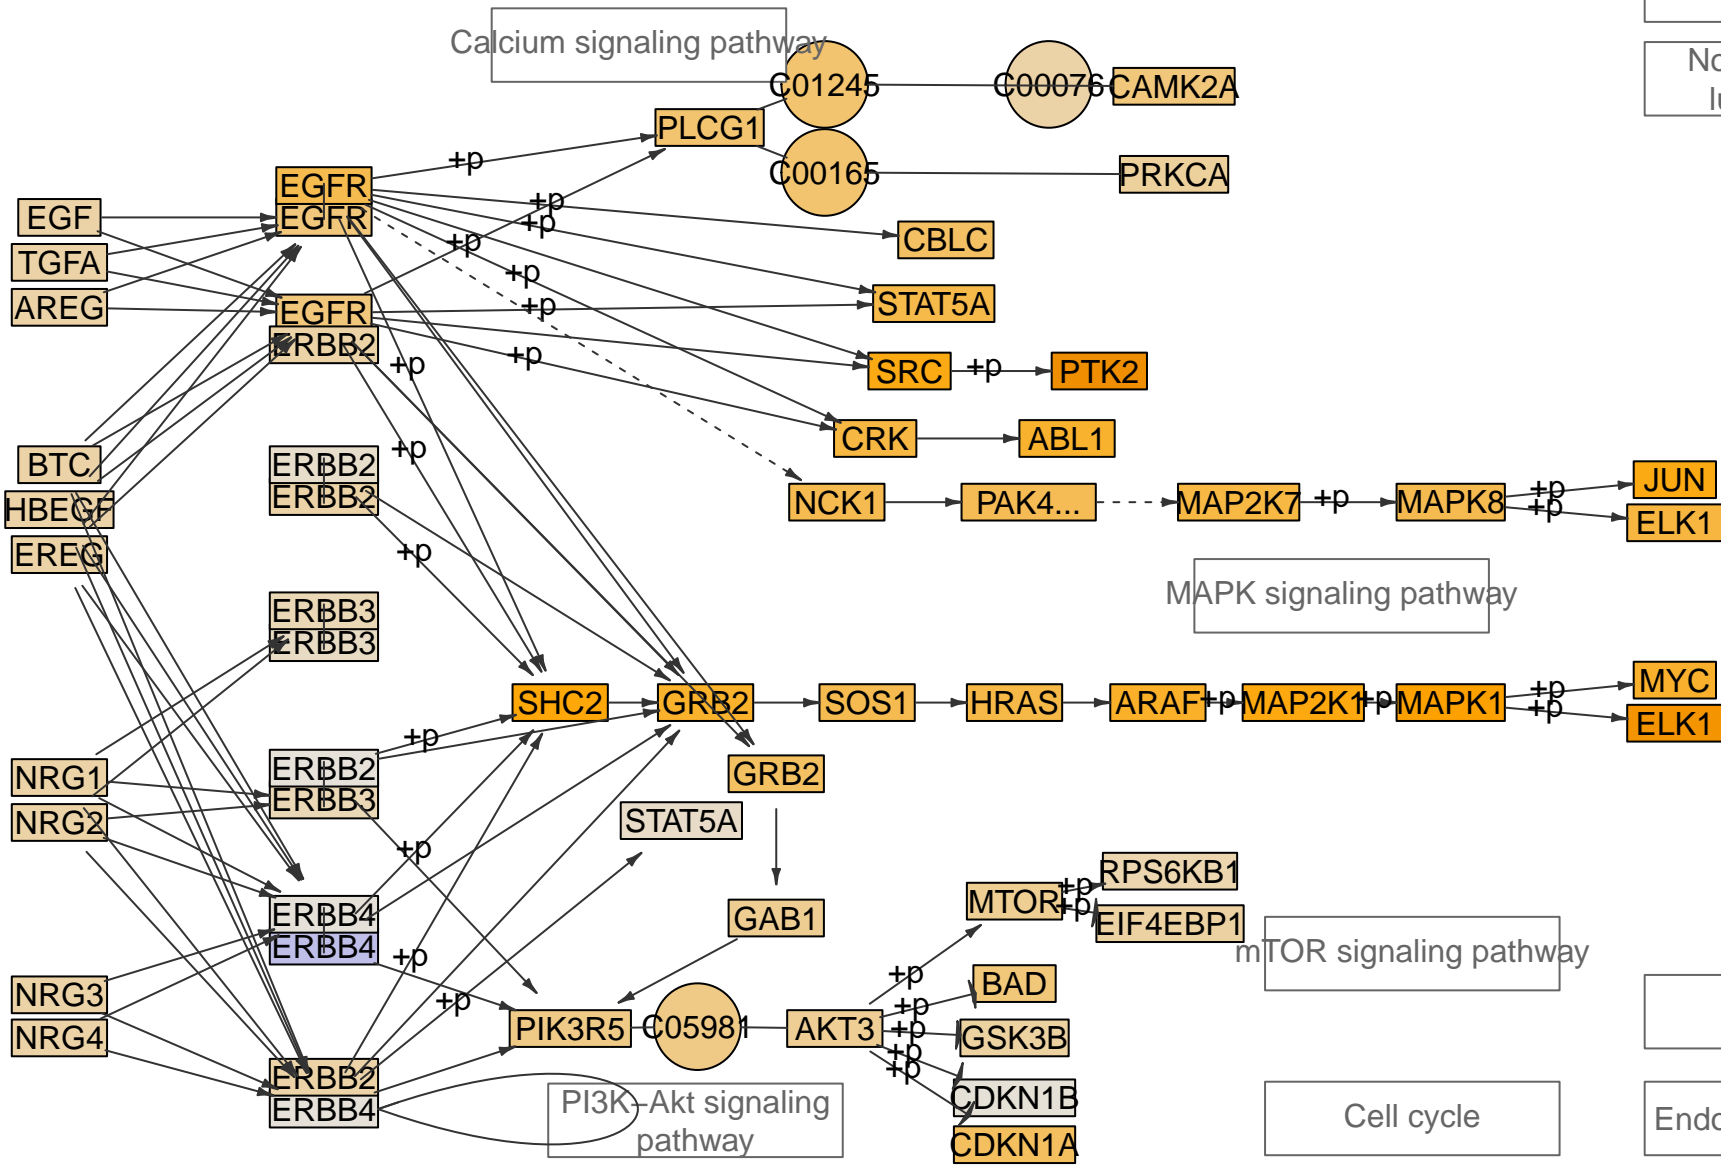 Calcium signaling pathway
No
lu
C01245
C00076
CAMK2A
PLCG1
C00165
PRKCA
+p
EGFR
EGFR
EGF
TGFA
AREG
+p
+p
+p
+p
+p
CBLC
STAT5A
EGFR
ERBB2
+p
+p
SRC
+p
PTK2
CRK
ABL1
+p
BTC
HBEGF
EREG
ERBB2
ERBB2
NCK1
PAK4...
MAP2K7
+p
MAPK8
+p
+p
JUN
ELK1
+p
MAPK signaling pathway
ERBB3
ERBB3
SHC2
GRB2
SOS1
HRAS
ARAF
+p
MAP2K1
+p
MAPK1
+p
+p
MYC
ELK1
+p
NRG1
NRG2
ERBB2
ERBB3
GRB2
STAT5A
+p
ERBB4
ERBB4
GAB1
MTOR
+p
+p
RPS6KB1
EIF4EBP1
mTOR signaling pathway
+p
+p
NRG3
NRG4
PIK3R5
C05981
AKT3
+p
+p
+p
+p
+p
BAD
GSK3B
CDKN1B
CDKN1A
ERBB2
ERBB4
PI3K–Akt signaling
pathway
Cell cycle
Endo